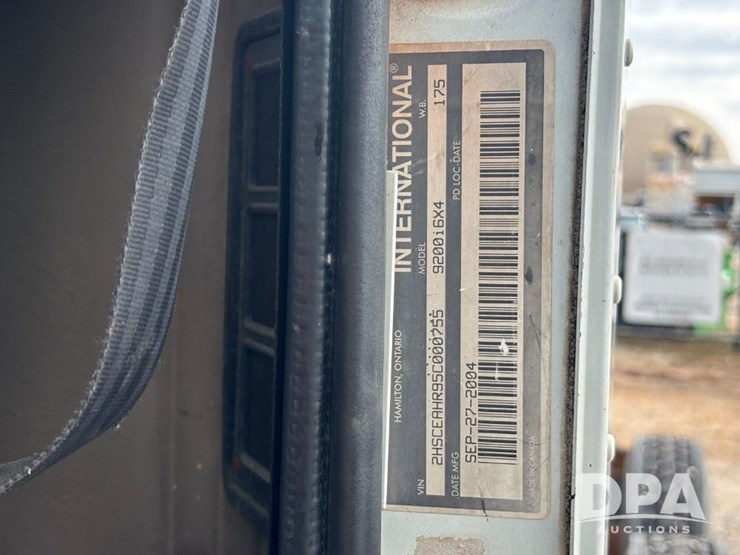 INTERNATIONAL®
HAMILTON, ONTARIO
MODEL
W.B.
9200i6X4
175
VIN
2HSCEAHR95C000755
PD LOC-DATE
DATE MFG
SEP-27-2004
MADE IN CANADA
DPA
AUCTIONS